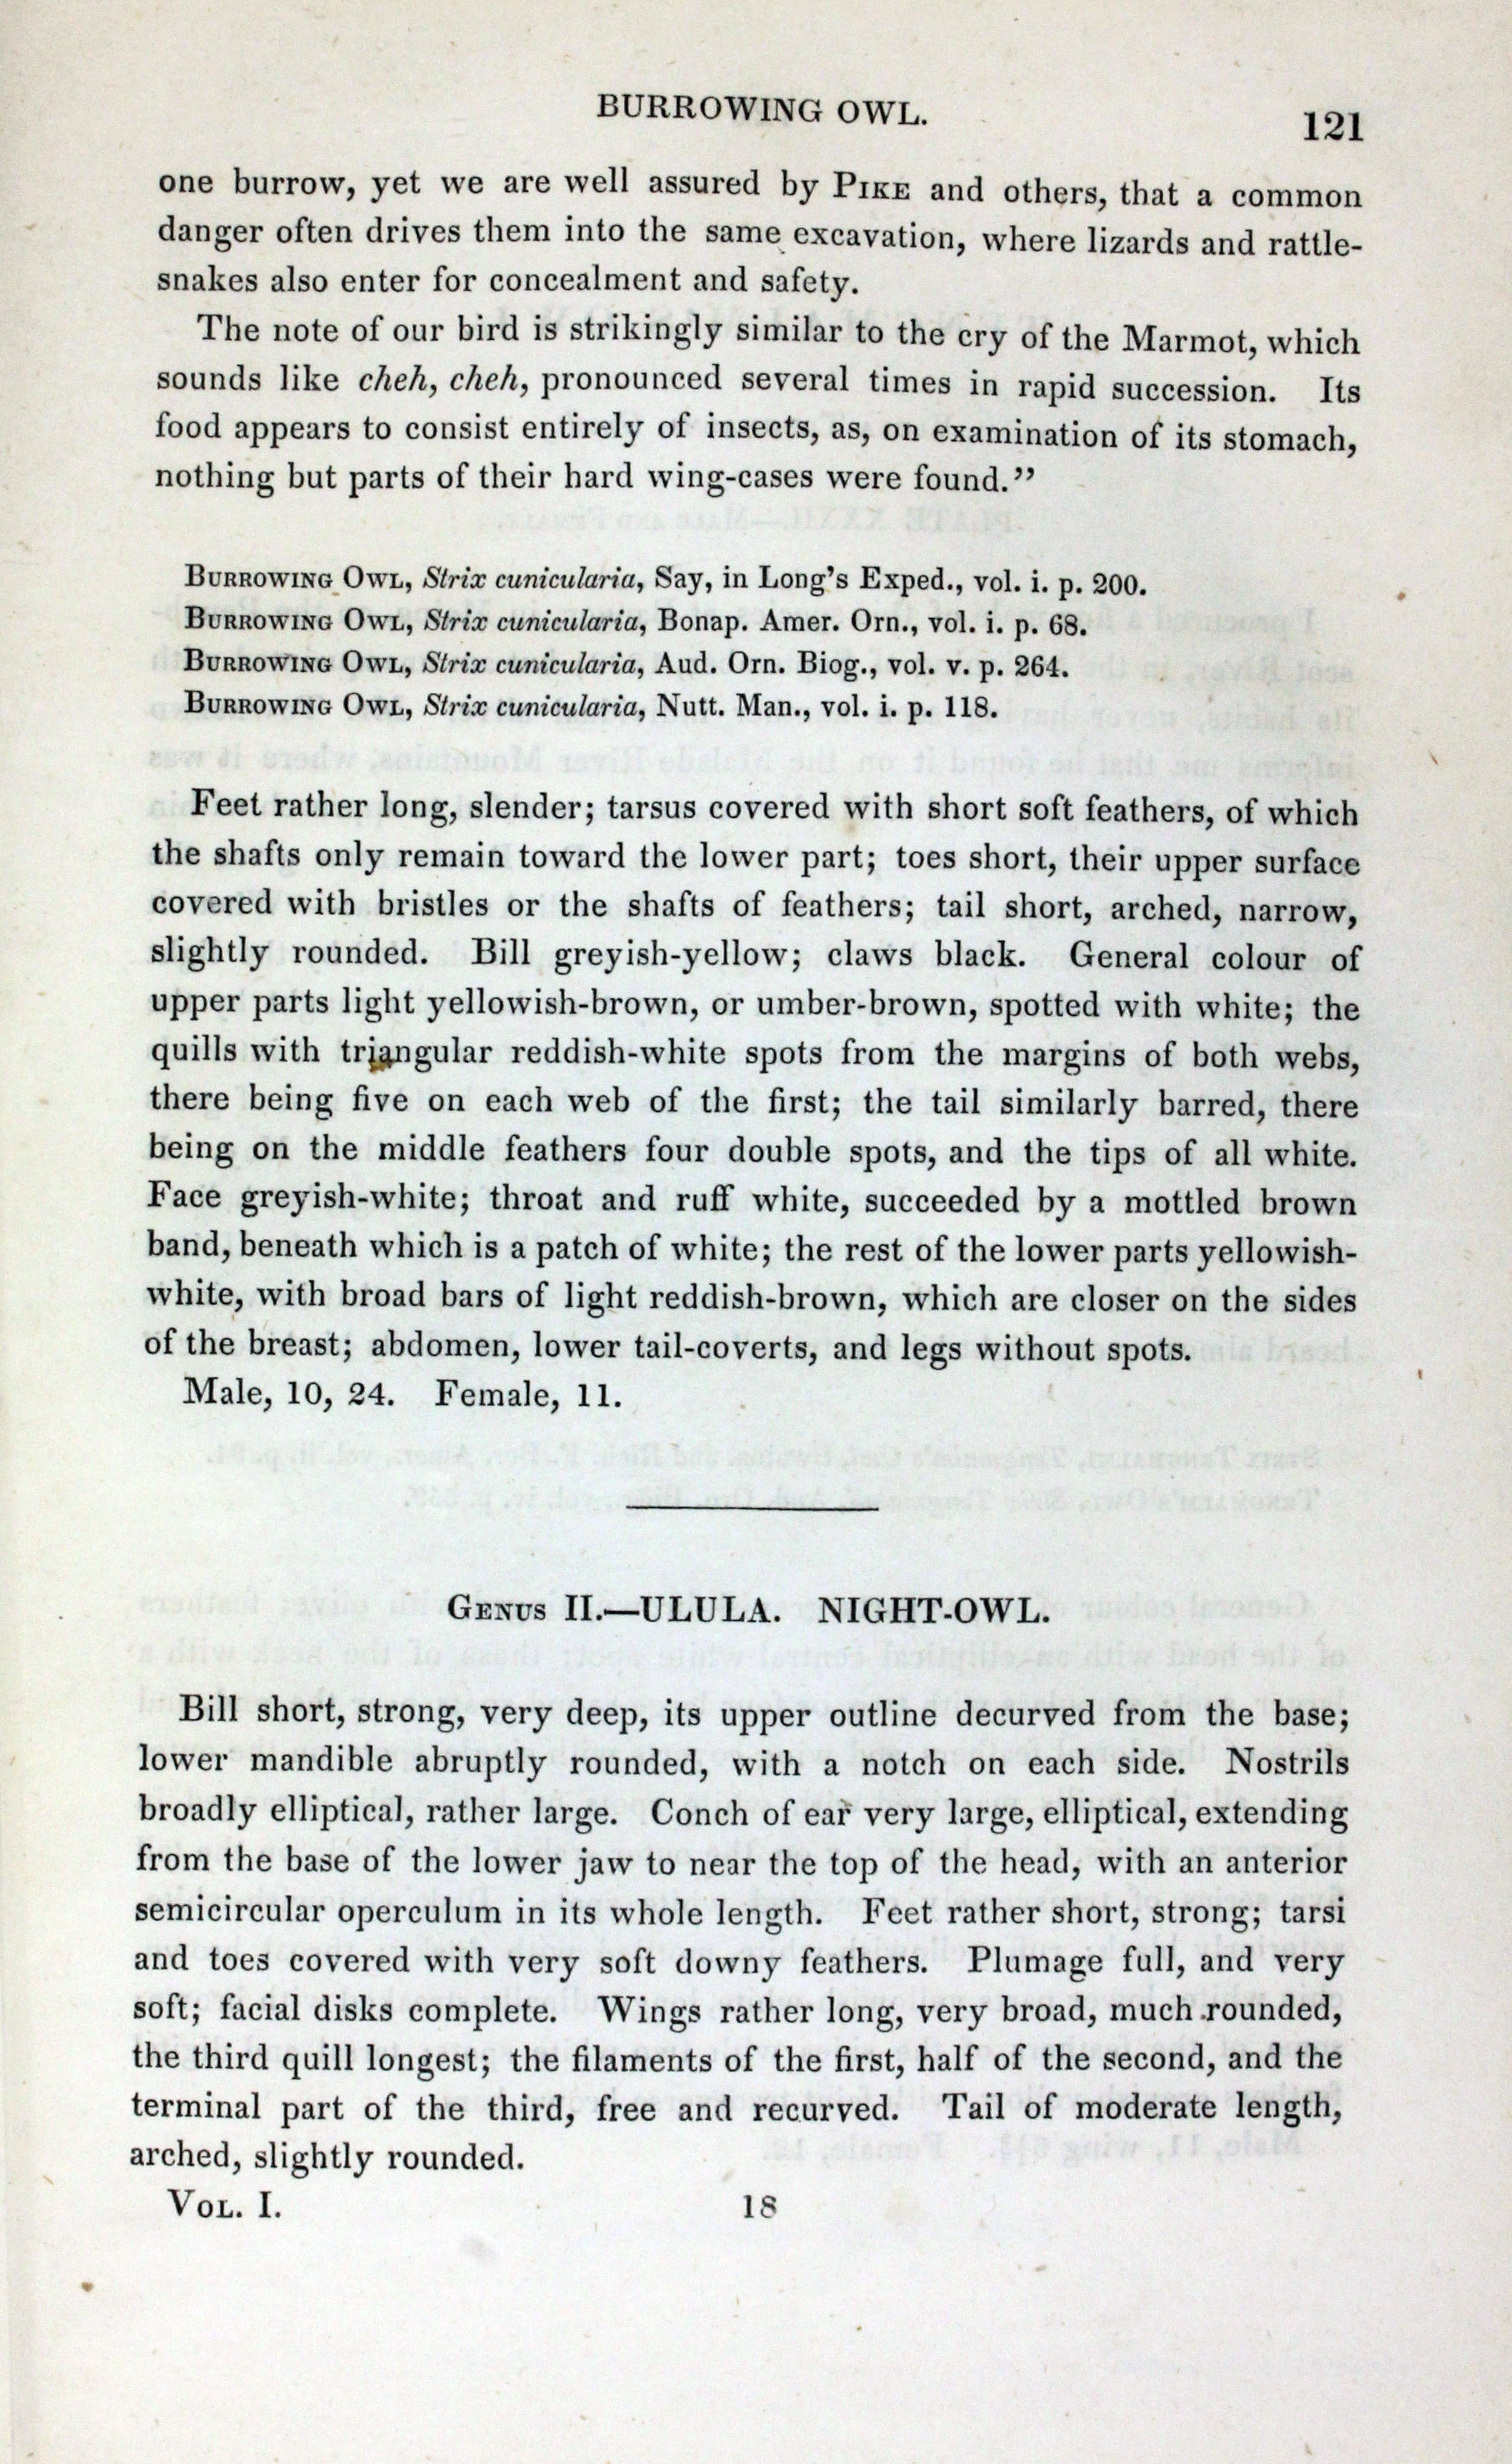 BURROWING OWL.
121
one burrow, yet we are well assured by Pike and others, that a common
danger often drives them into the same excavation, where lizards and rattle-
snakes also enter for concealment and safety.
The note of our bird is strikingly similar to the cry of the Marmot, which
sounds like cheh, cheh, pronounced several times in rapid succession. Its
food appears to consist entirely of insects, as, on examination of its stomach,
nothing but parts of their hard wing-cases were found.”
Burrowing Owl, Strix cunicularia, Say, in Long’s Exped., vol. i. p. 200.
Burrowing Owl, Strix cunicularia, Bonap. Amer. Orn., vol. i. p. 68.
Burrowing Owl, Strix cunicularia, Aud. Orn. Biog., vol. v. p. 264.
Burrowing Owl, Strix cunicularia, Nutt. Man., vol. i. p. 118.
Feet rather long, slender; tarsus covered with short soft feathers, of which
the shafts only remain toward the lower part; toes short, their upper surface
covered with bristles or the shafts of feathers; tail short, arched, narrow,
slightly rounded. Bill greyish-yellow; claws black. General colour of
upper parts light yellowish-brown, or umber-brown, spotted with white; the
quills with triangular reddish-white spots from the margins of both webs,
there being five on each web of the first; the tail similarly barred, there
being on the middle feathers four double spots, and the tips of all white.
Face greyish-white; throat and ruff white, succeeded by a mottled brown
band, beneath which is a patch of white; the rest of the lower parts yellowish-
white, with broad bars of light reddish-brown, which are closer on the sides
of the breast; abdomen, lower tail-coverts, and legs without spots.
Male, 10, 24. Female, 11.
Genus II.—ULULA. NIGHT-OWL.
Bill short, strong, very deep, its upper outline decurved from the base;
lower mandible abruptly rounded, with a notch on each side. Nostrils
broadly elliptical, rather large. Conch of ear very large, elliptical, extending
from the base of the lower jaw to near the top of the head, with an anterior
semicircular operculum in its whole length. Feet rather short, strong; tarsi
and toes covered with very soft downy feathers. Plumage full, and very
soft; facial disks complete. Wings rather long, very broad, much rounded,
the third quill longest; the filaments of the first, half of the second, and the
terminal part of the third, free and recurved. Tail of moderate length,
arched, slightly rounded.
Vol. I. 18